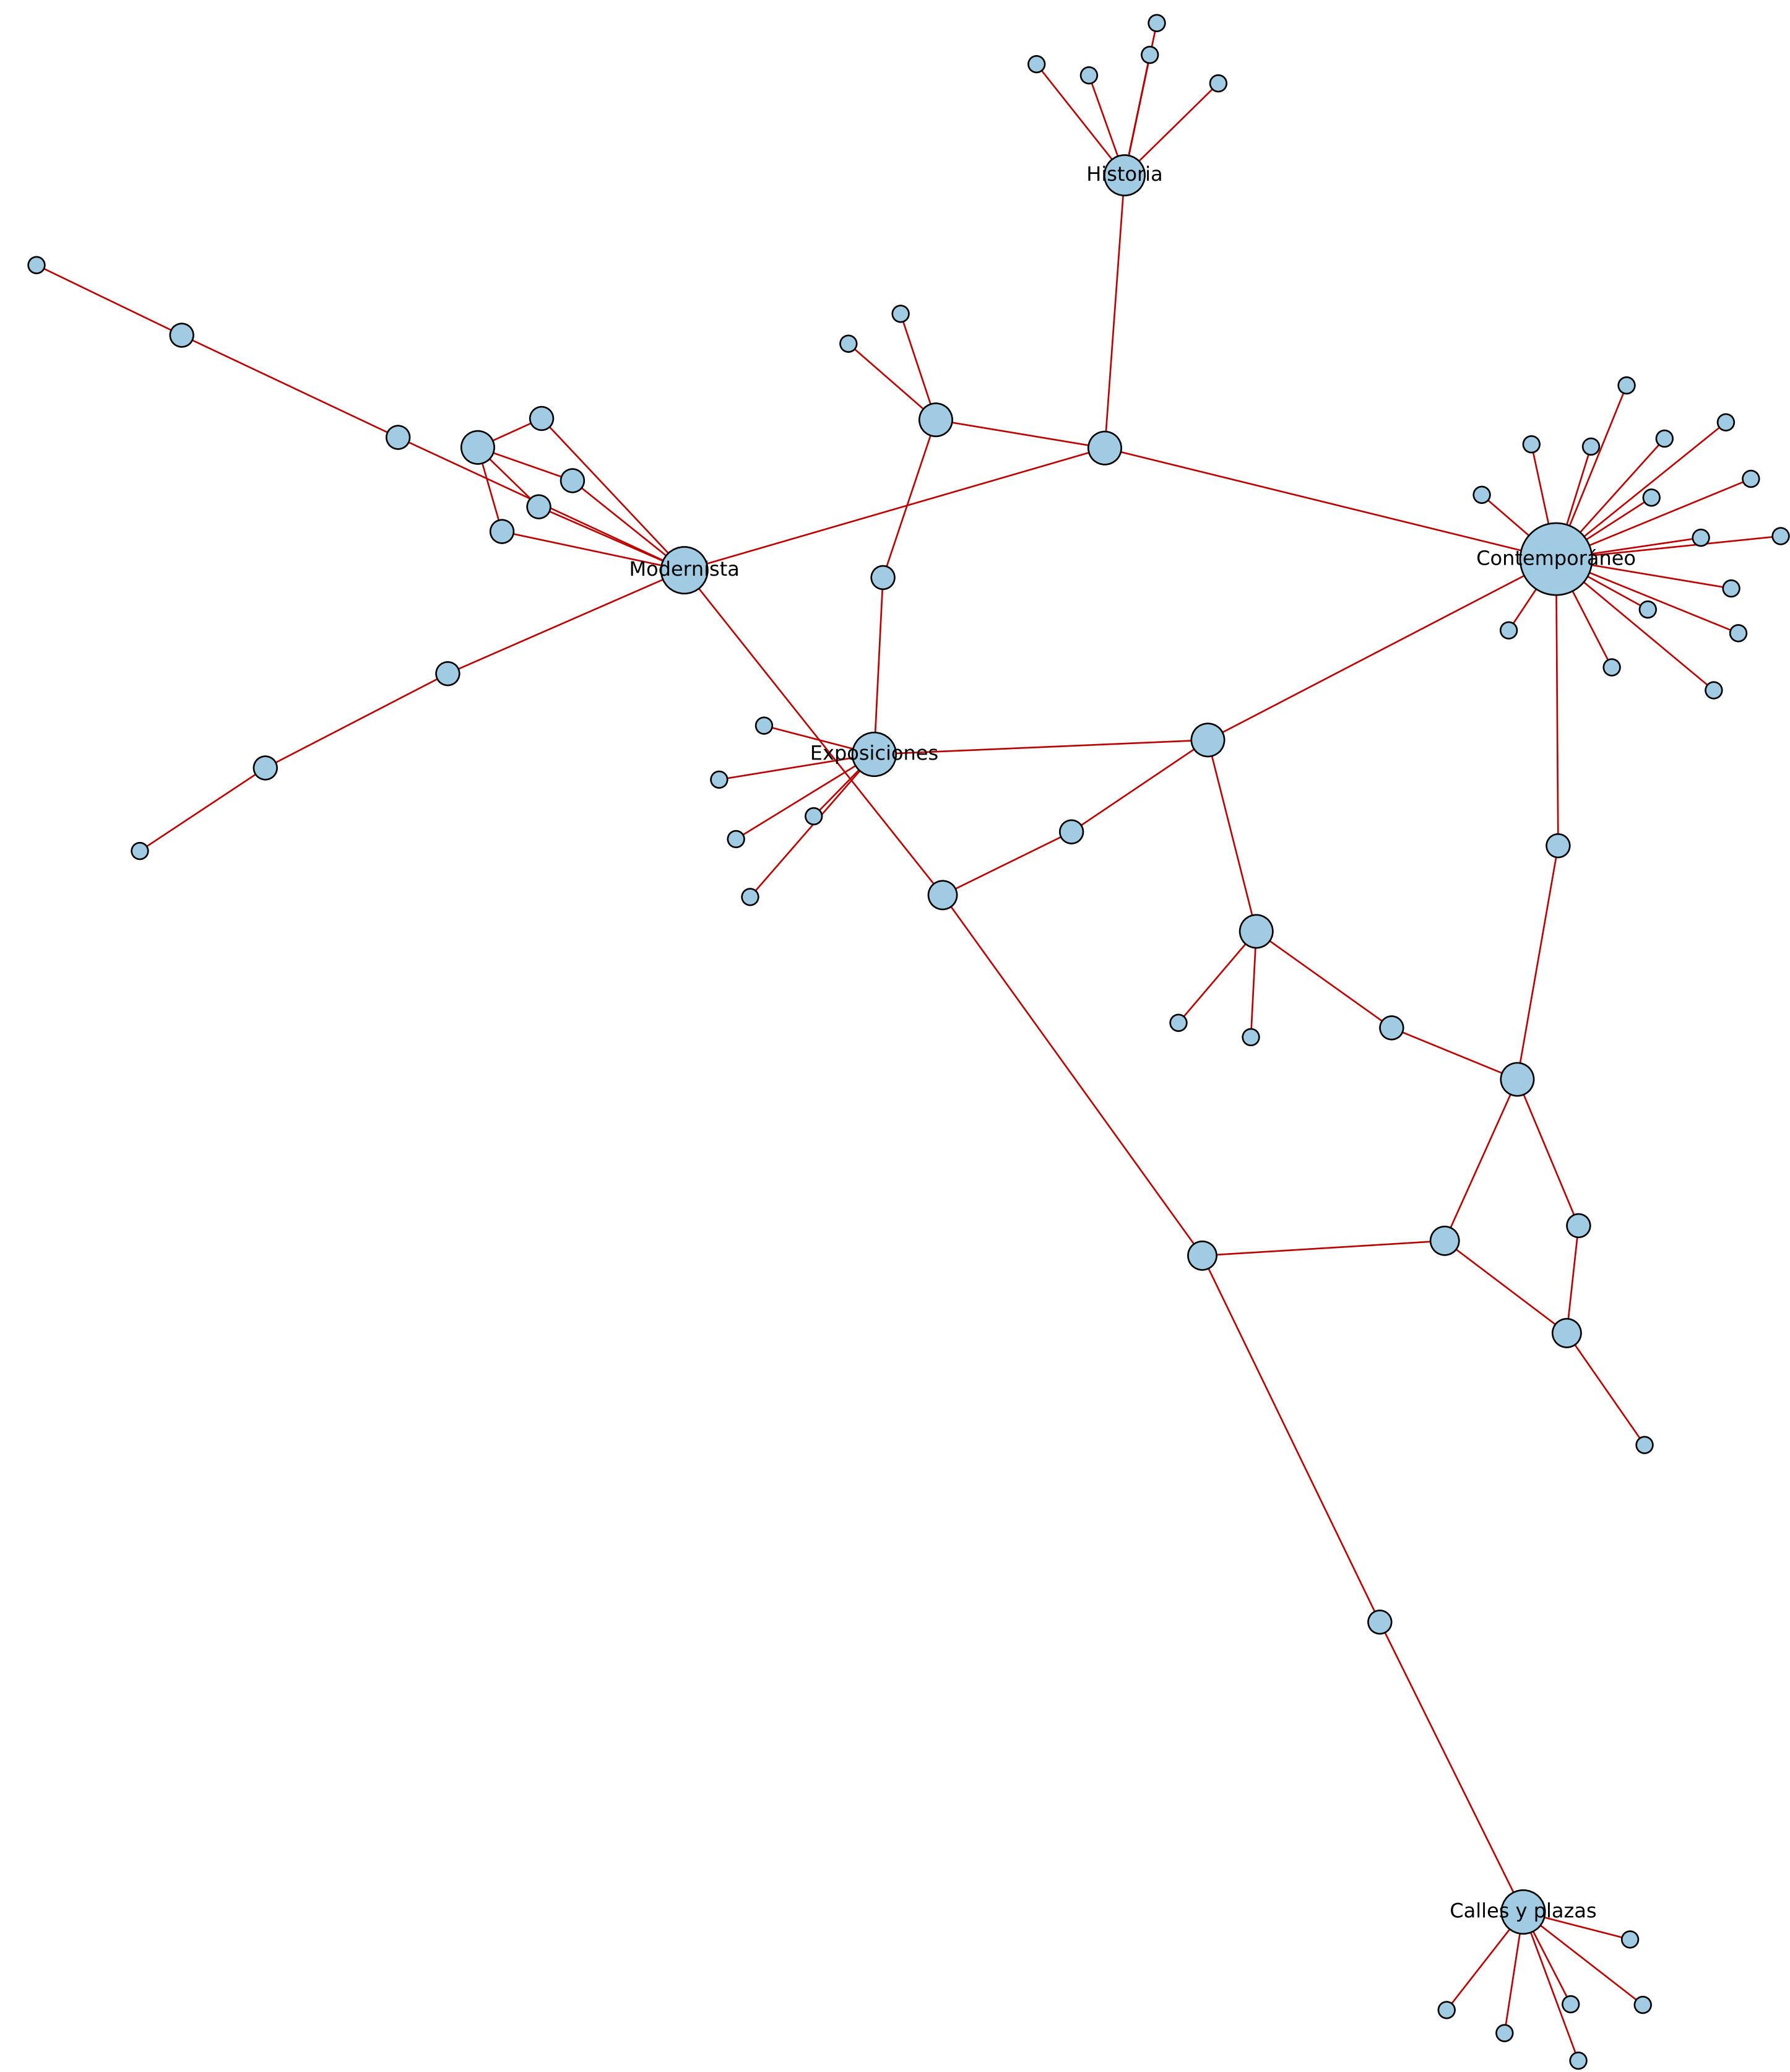 Historia
Contemporáneo
Modernista
Exposiciones
Calles y plazas